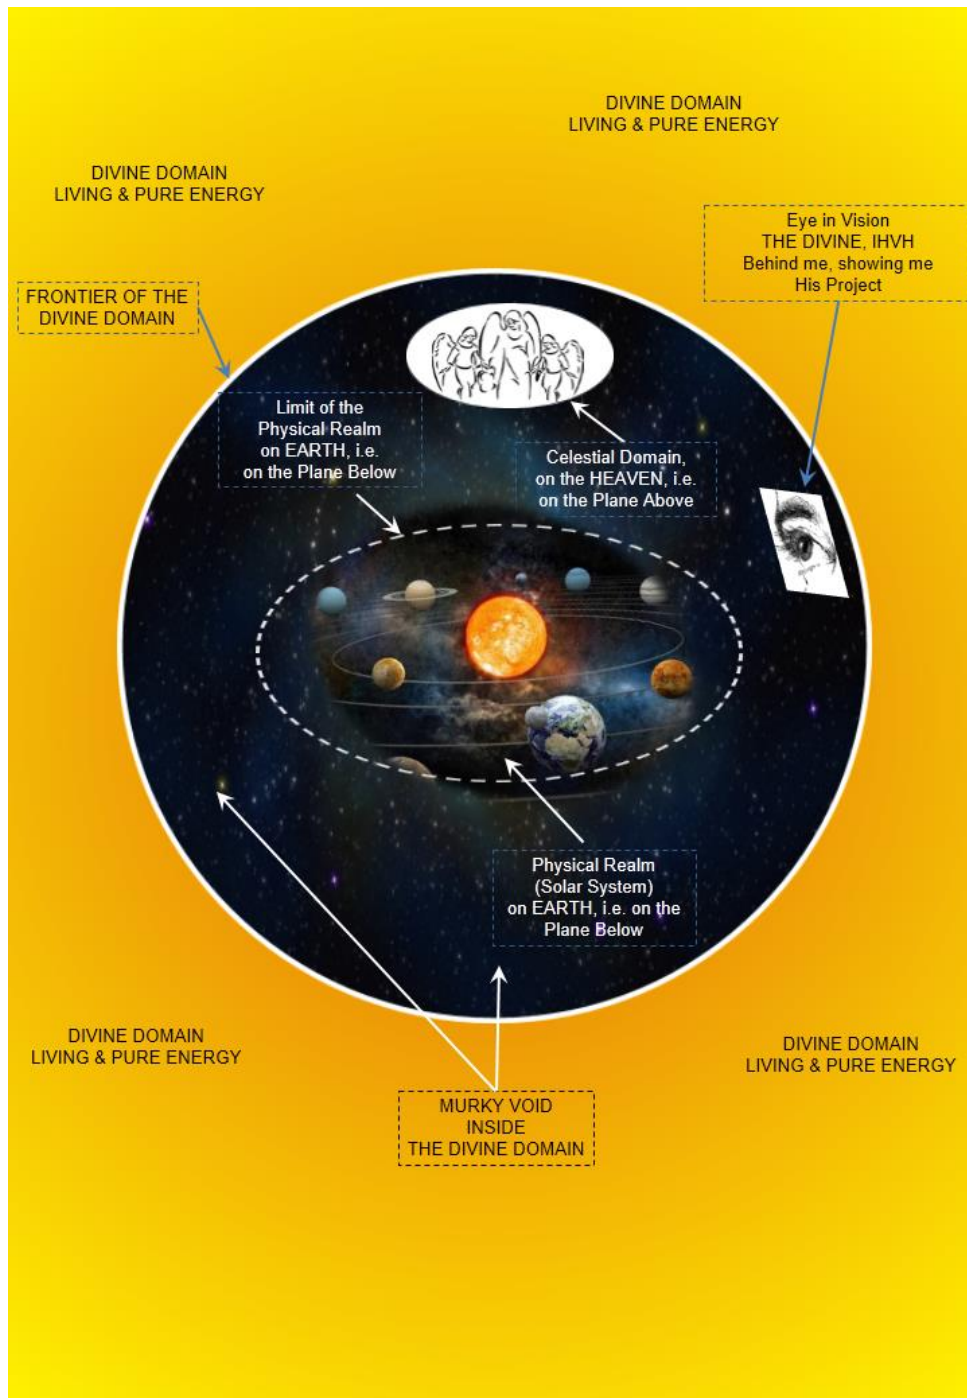 DIVINE DOMAIN
LIVING & PURE ENERGY
DIVINE DOMAIN
LIVING & PURE ENERGY
Eye in Vision
THE DIVINE, IHVH
Behind me, showing me
His Project
FRONTIER OF THE
DIVINE DOMAIN
Limit of the
Physical Realm
on EARTH, i.e.
on the Plane Below
Celestial Domain,
on the HEAVEN, i.e.
on the Plane Above
Physical Realm
(Solar System)
on EARTH, i.e. on the
Plane Below
DIVINE DOMAIN
LIVING & PURE ENERGY
DIVINE DOMAIN
LIVING & PURE ENERGY
MURKY VOID
INSIDE
THE DIVINE DOMAIN